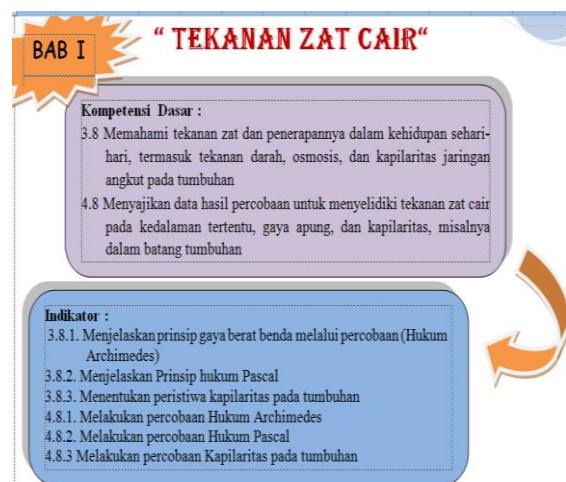 BAB I
" TEKANAN ZAT CAIR"
Kompetensi Dasar :
3.8 Memahami tekanan zat dan penerapannya dalam kehidupan sehari-
hari, termasuk tekanan darah, osmosis, dan kapilaritas jaringan
angkut pada tumbuhan
4.8 Menyajikan data hasil percobaan untuk menyelidiki tekanan zat cair
pada kedalaman tertentu, gaya apung, dan kapilaritas, misalnya
dalam batang tumbuhan
Indikator :
3.8.1. Menjelaskan prinsip gaya berat benda melalui percobaan (Hukum
Archimedes)
3.8.2. Menjelaskan Prinsip hukum Pascal
3.8.3. Menentukan peristiwa kapilaritas pada tumbuhan
4.8.1. Melakukan percobaan Hukum Archimedes
4.8.2. Melakukan percobaan Hukum Pascal
4.8.3 Melakukan percobaan Kapilaritas pada tumbuhan